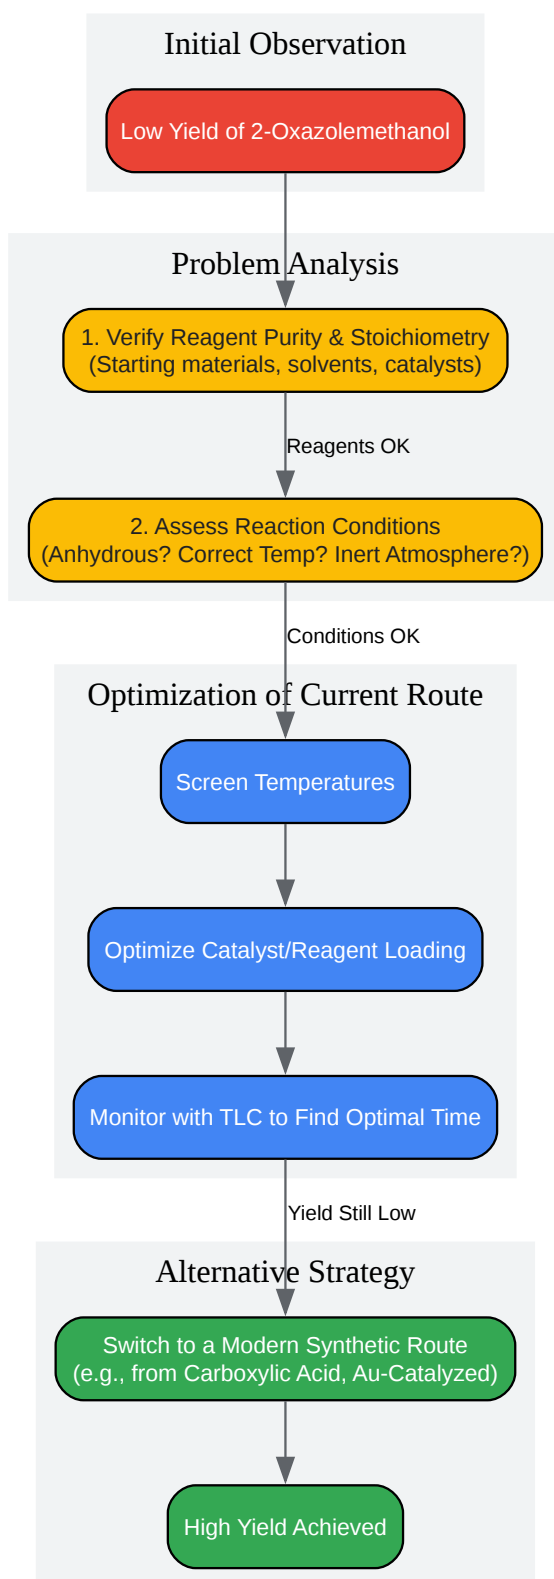 Initial Observation
Low Yield of 2-Oxazolemethanol
Problem Analysis
1. Verify Reagent Purity & Stoichiometry
(Starting materials, solvents, catalysts)
Reagents OK
2. Assess Reaction Conditions
(Anhydrous? Correct Temp? Inert Atmosphere?)
Conditions OK
Optimization of Current Route
Screen Temperatures
Optimize Catalyst/Reagent Loading
Monitor with TLC to Find Optimal Time
Yield Still Low
Alternative Strategy
Switch to a Modern Synthetic Route
(e.g., from Carboxylic Acid, Au-Catalyzed)
High Yield Achieved